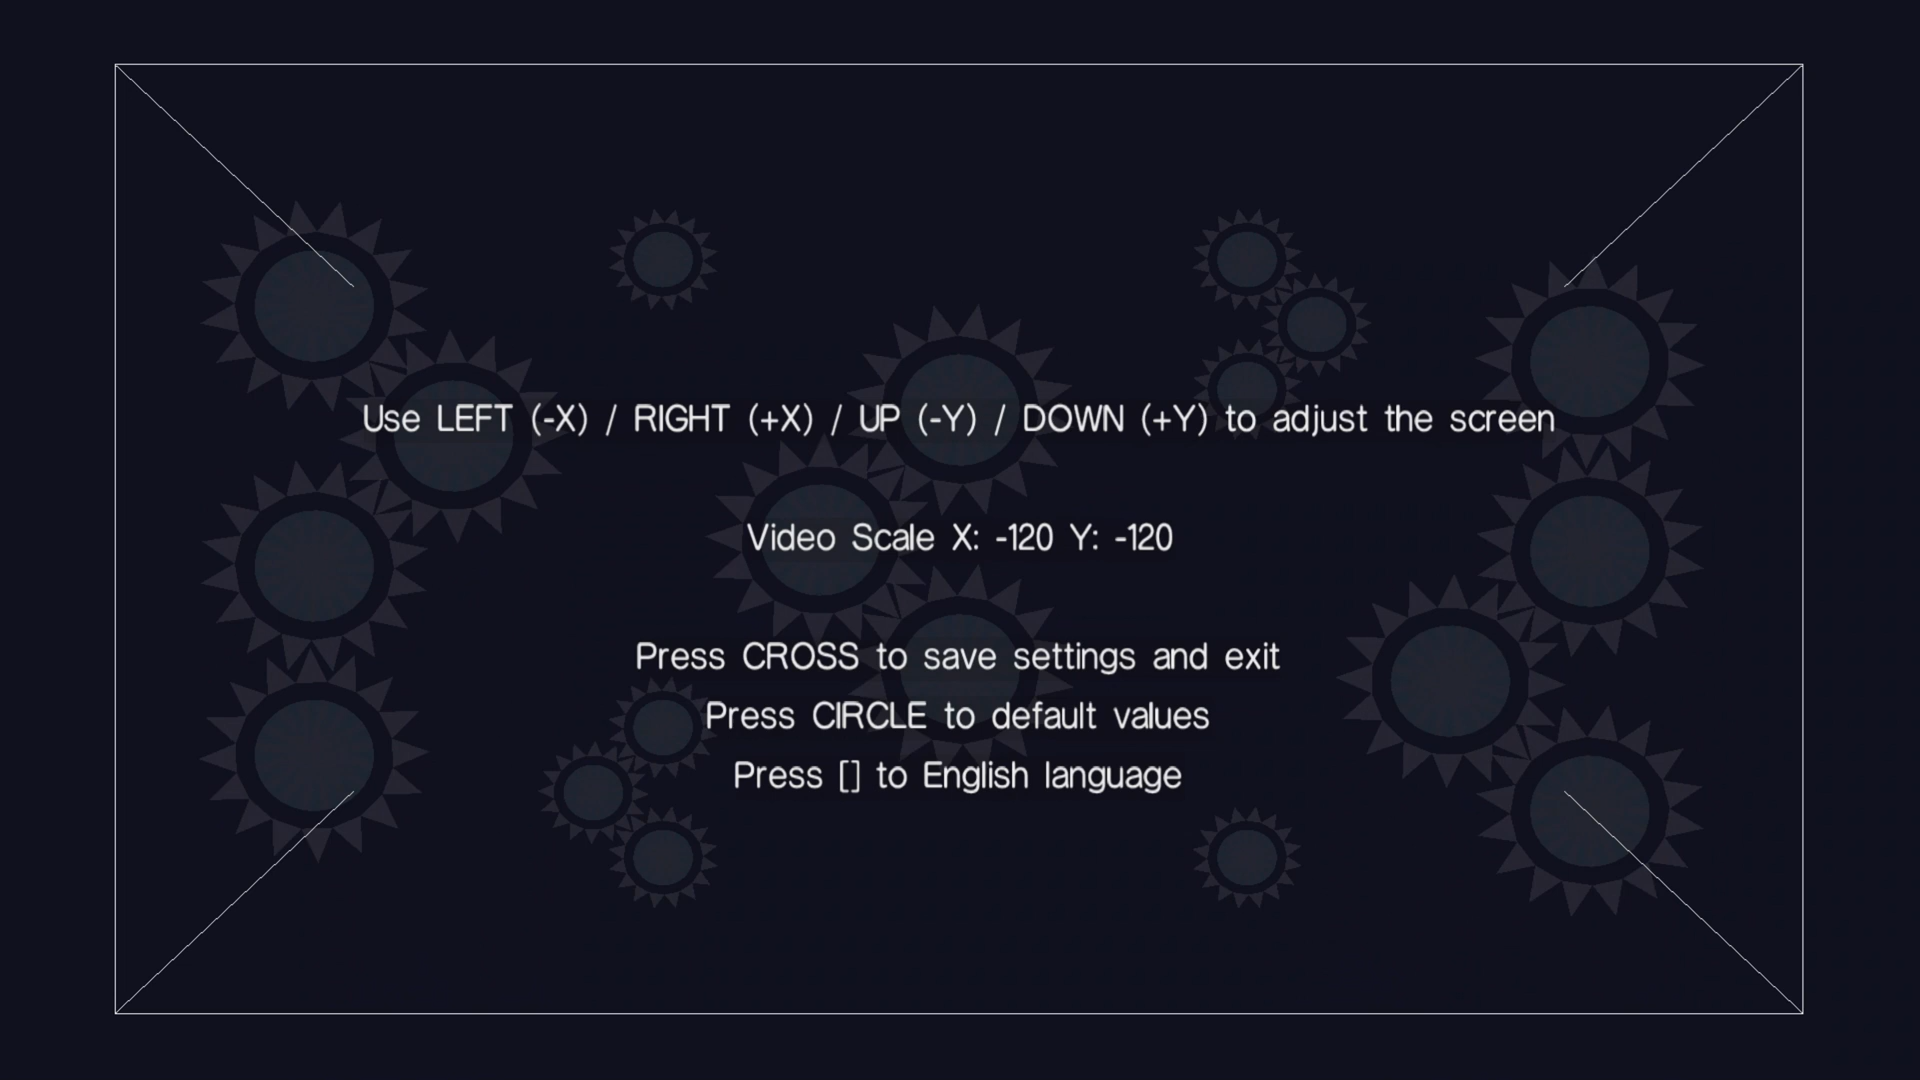 Use LEFT (-X) / RIGHT (+X) / UP (-Y) / DOWN (+Y) to adjust the screen
Video Scale X: -120 Y: -120
Press CROSS to save settings and exit
Press CIRCLE to default values
Press [] to English language